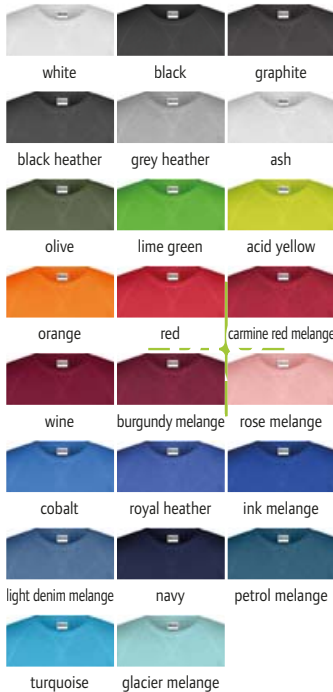 white black graphite
black heather grey heather ash
olive lime green acid yellow
orange red carmine red melange
wine burgundy melange rose melange
cobalt royal heather ink melange
light denim melange navy petrol melange
turquoise glacier melange